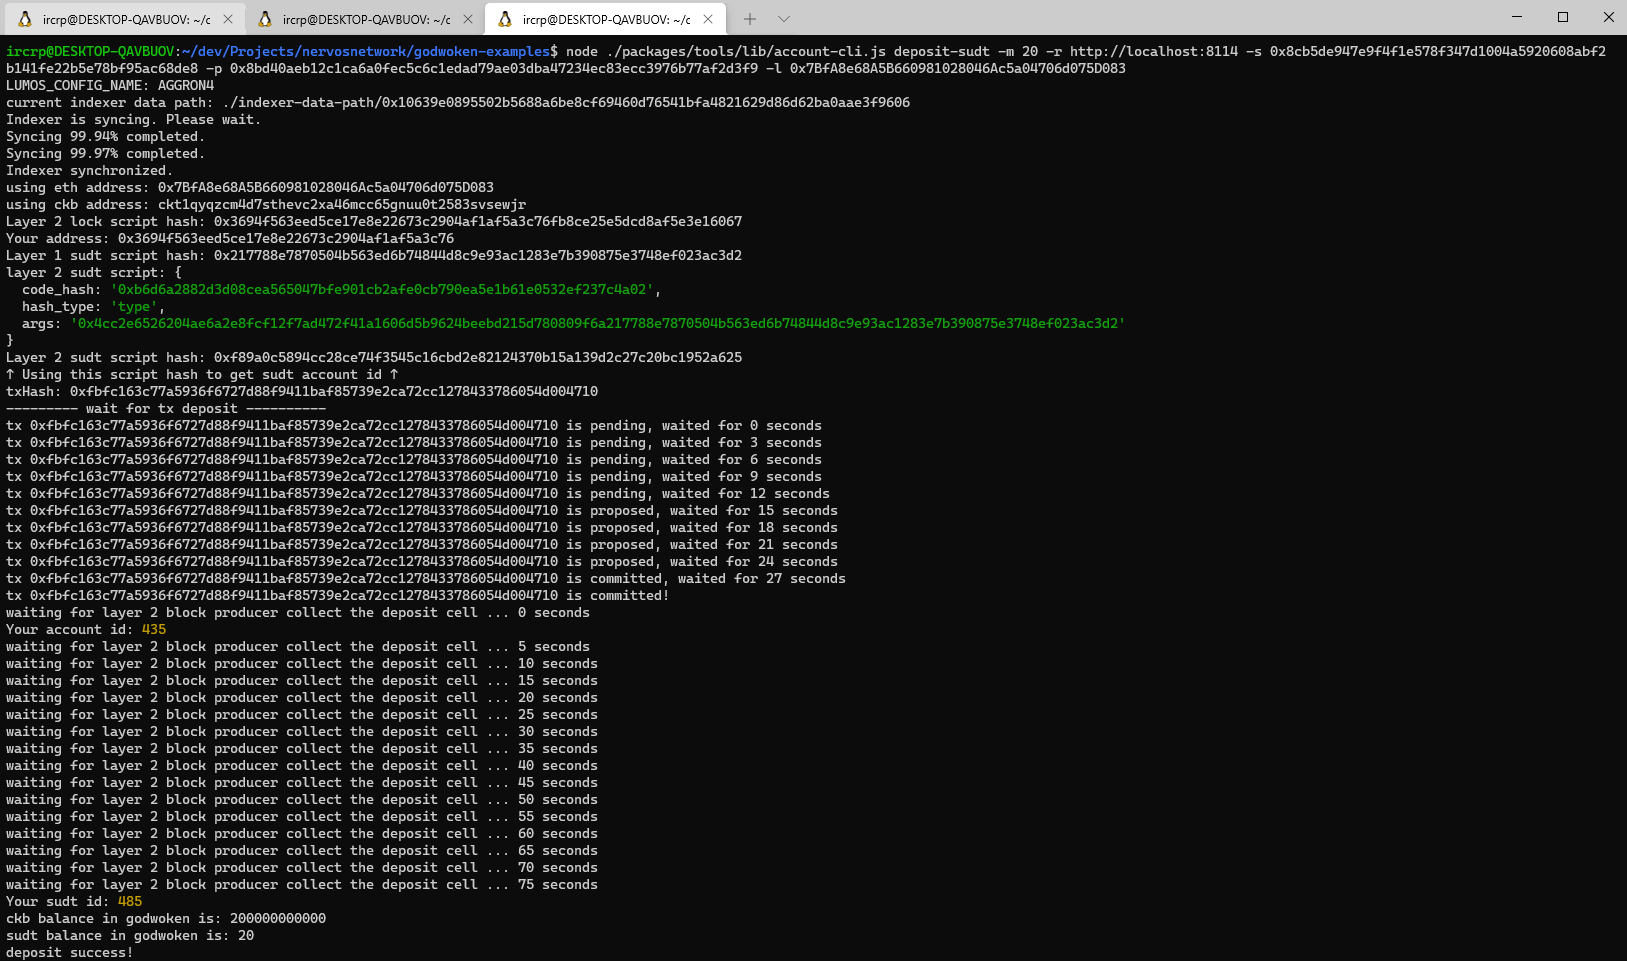 ircrp@DESKTOP-QAVBUOV: ~/c
ircrp@DESKTOP-QAVBUOV: ~/c
ircrp@DESKTOP-QAVBUOV: ~/c
ircrp@DESKTOP-QAVBUOV:~/dev/Projects/nervosnetwork/godwoken-examples$ node ./packages/tools/lib/account-cli.js deposit-sudt -m 20 -r http://localhost:8114 -s 0x8cb5de947e9f4f1e578f347d1004a5920608abf2
b141fe22b5e78bf95ac68de8 -p 0x8bd40aeb12c1ca6a0fec5c6c1edad79ae03dba47234ec83ecc3976b77af2d3f9 -l 0x7BfA8e68A5B660981028046Ac5a04706d075D083
LUMOS_CONFIG_NAME: AGGRON4
current indexer data path: ./indexer-data-path/0x10639e0895502b5688a6be8cf69460d76541bfa4821629d86d62ba0aae3f9606
Indexer is syncing. Please wait.
Syncing 99.94% completed.
Syncing 99.97% completed.
Indexer synchronized.
using eth address: 0x7BfA8e68A5B660981028046Ac5a04706d075D083
using ckb address: ckt1qyqzcm4d7sthevc2xa46mcc65gnuu0t2583svsewjr
Layer 2 lock script hash: 0x3694f563eed5ce17e8e22673c2904af1af5a3c76fb8ce25e5dcd8af5e3e16067
Your address: 0x3694f563eed5ce17e8e22673c2904af1af5a3c76
Layer 1 sudt script hash: 0x217788e7870504b563ed6b74844d8c9e93ac1283e7b390875e3748ef023ac3d2
layer 2 sudt script: {
  code_hash: '0xb6d6a2882d3d08cea565047bfe901cb2afe0cb790ea5e1b61e0532ef237c4a02',
  hash_type: 'type',
  args: '0x4cc2e6526204ae6a2e8fcf12f7ad472f41a1606d5b9624beebd215d780809f6a217788e7870504b563ed6b74844d8c9e93ac1283e7b390875e3748ef023ac3d2'
}
Layer 2 sudt script hash: 0xf89a0c5894cc28ce74f3545c16cbd2e82124370b15a139d2c27c20bc1952a625
↑ Using this script hash to get sudt account id ↑
txHash: 0xfbfc163c77a5936f6727d88f9411baf85739e2ca72cc1278433786054d004710
--------- wait for tx deposit ----------
tx 0xfbfc163c77a5936f6727d88f9411baf85739e2ca72cc1278433786054d004710 is pending, waited for 0 seconds
tx 0xfbfc163c77a5936f6727d88f9411baf85739e2ca72cc1278433786054d004710 is pending, waited for 3 seconds
tx 0xfbfc163c77a5936f6727d88f9411baf85739e2ca72cc1278433786054d004710 is pending, waited for 6 seconds
tx 0xfbfc163c77a5936f6727d88f9411baf85739e2ca72cc1278433786054d004710 is pending, waited for 9 seconds
tx 0xfbfc163c77a5936f6727d88f9411baf85739e2ca72cc1278433786054d004710 is pending, waited for 12 seconds
tx 0xfbfc163c77a5936f6727d88f9411baf85739e2ca72cc1278433786054d004710 is proposed, waited for 15 seconds
tx 0xfbfc163c77a5936f6727d88f9411baf85739e2ca72cc1278433786054d004710 is proposed, waited for 18 seconds
tx 0xfbfc163c77a5936f6727d88f9411baf85739e2ca72cc1278433786054d004710 is proposed, waited for 21 seconds
tx 0xfbfc163c77a5936f6727d88f9411baf85739e2ca72cc1278433786054d004710 is proposed, waited for 24 seconds
tx 0xfbfc163c77a5936f6727d88f9411baf85739e2ca72cc1278433786054d004710 is committed, waited for 27 seconds
tx 0xfbfc163c77a5936f6727d88f9411baf85739e2ca72cc1278433786054d004710 is committed!
waiting for layer 2 block producer collect the deposit cell ... 0 seconds
Your account id: 435
waiting for layer 2 block producer collect the deposit cell ... 5 seconds
waiting for layer 2 block producer collect the deposit cell ... 10 seconds
waiting for layer 2 block producer collect the deposit cell ... 15 seconds
waiting for layer 2 block producer collect the deposit cell ... 20 seconds
waiting for layer 2 block producer collect the deposit cell ... 25 seconds
waiting for layer 2 block producer collect the deposit cell ... 30 seconds
waiting for layer 2 block producer collect the deposit cell ... 35 seconds
waiting for layer 2 block producer collect the deposit cell ... 40 seconds
waiting for layer 2 block producer collect the deposit cell ... 45 seconds
waiting for layer 2 block producer collect the deposit cell ... 50 seconds
waiting for layer 2 block producer collect the deposit cell ... 55 seconds
waiting for layer 2 block producer collect the deposit cell ... 60 seconds
waiting for layer 2 block producer collect the deposit cell ... 65 seconds
waiting for layer 2 block producer collect the deposit cell ... 70 seconds
waiting for layer 2 block producer collect the deposit cell ... 75 seconds
Your sudt id: 485
ckb balance in godwoken is: 200000000000
sudt balance in godwoken is: 20
deposit success!